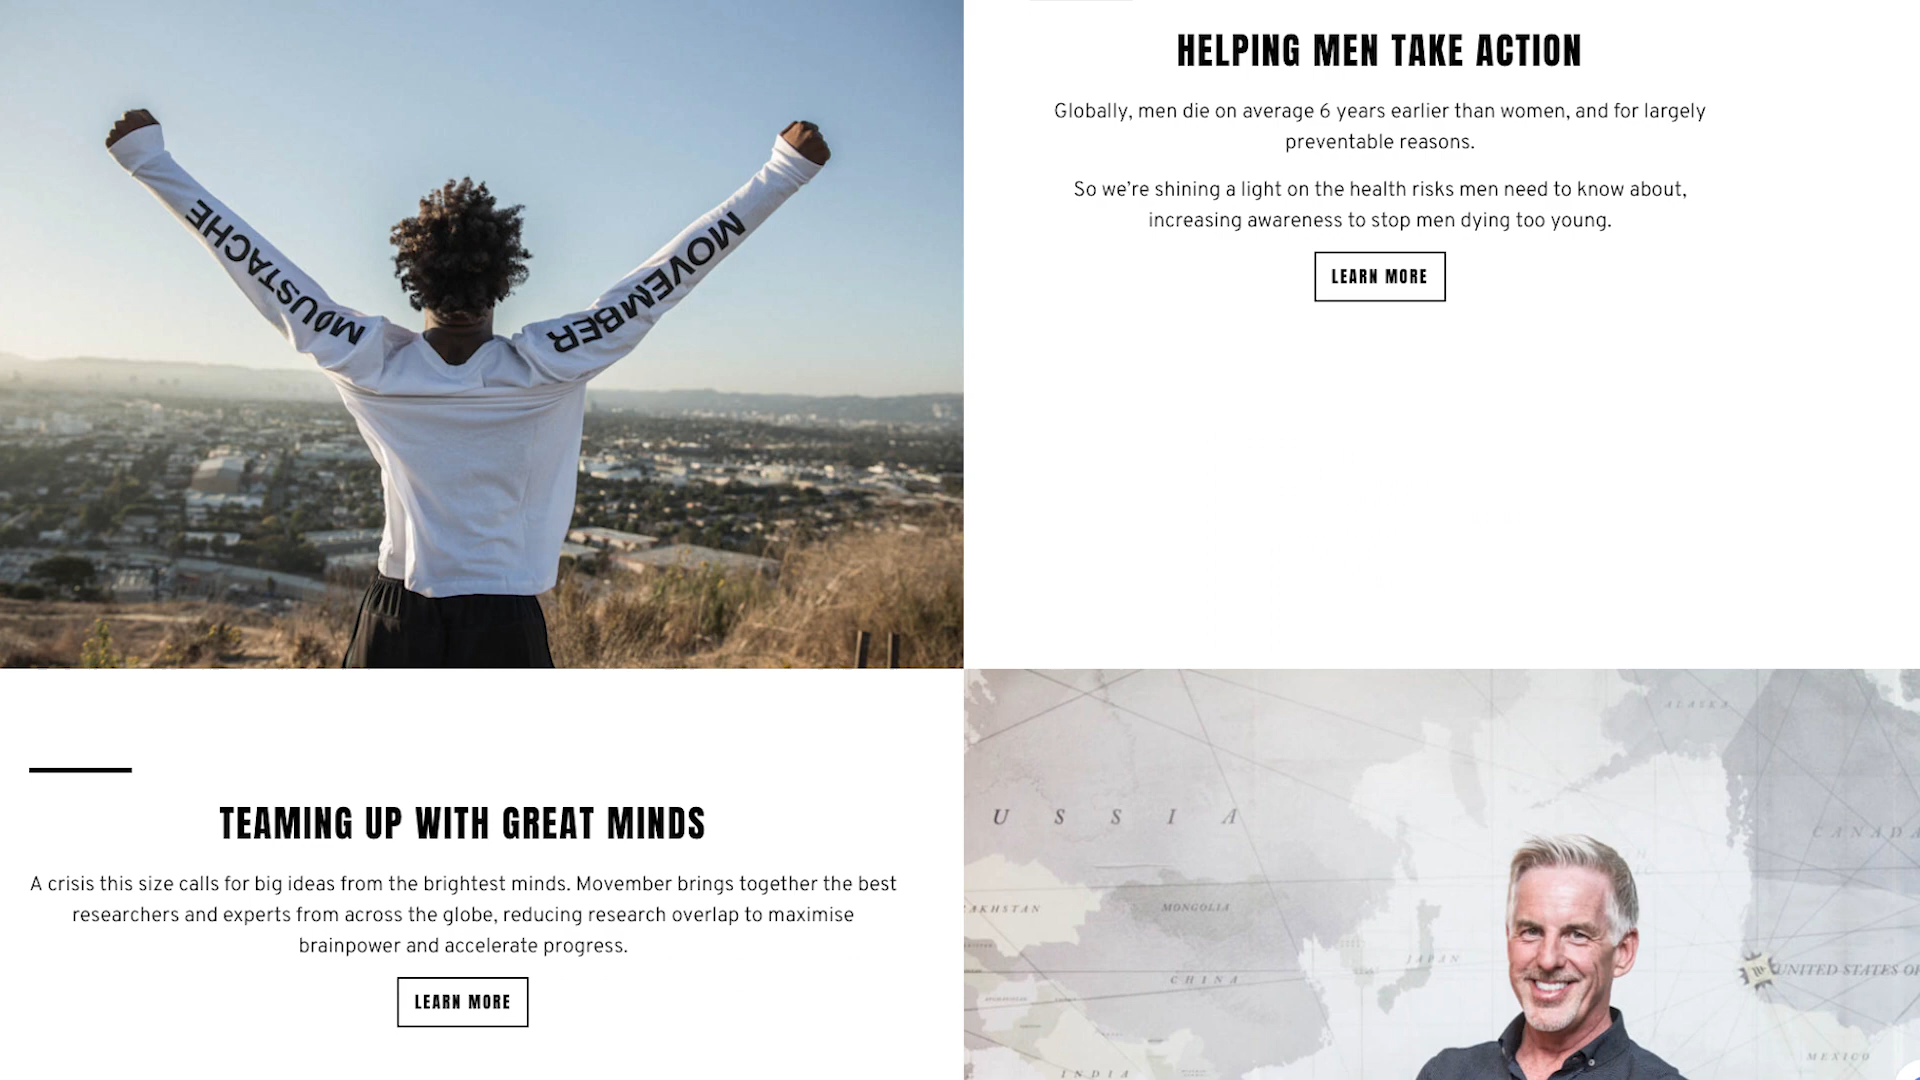 MOUSTACHE
MOVEMBER
HELPING MEN TAKE ACTION
Globally, men die on average 6 years earlier than women, and for largely
preventable reasons.
So we're shining a light on the health risks men need to know about,
increasing awareness to stop men dying too young.
LEARN MORE
TEAMING UP WITH GREAT MINDS
A crisis this size calls for big ideas from the brightest minds. Movember brings together the best
researchers and experts from across the globe, reducing research overlap to maximise
brainpower and accelerate progress.
LEARN MORE
ALASKA
USSIA
CANADA
AKHSTAN
MONGOLIA
JAPAN
CHINA
UNITED STATES OF
MEXICO
INDIA